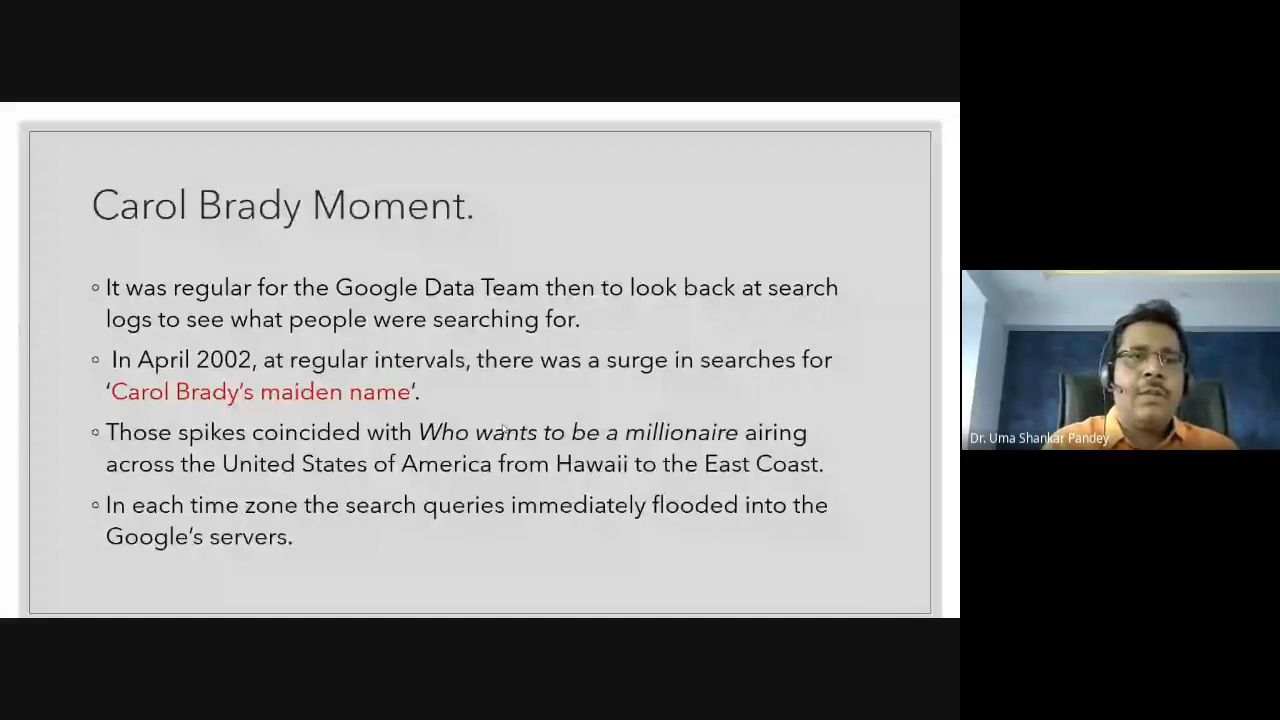 Carol Brady Moment.
It was regular for the Google Data Team then to look back at search
logs to see what people were searching for.
In April 2002, at regular intervals, there was a surge in searches for
‘Carol Brady’s maiden name‘.
Those spikes coincided with Who wants to be a millionaire airing
across the United States of America from Hawaii to the East Coast.
In each time zone the search queries immediately flooded into the
Google’s servers.
Dr. Uma Shankar Pandey